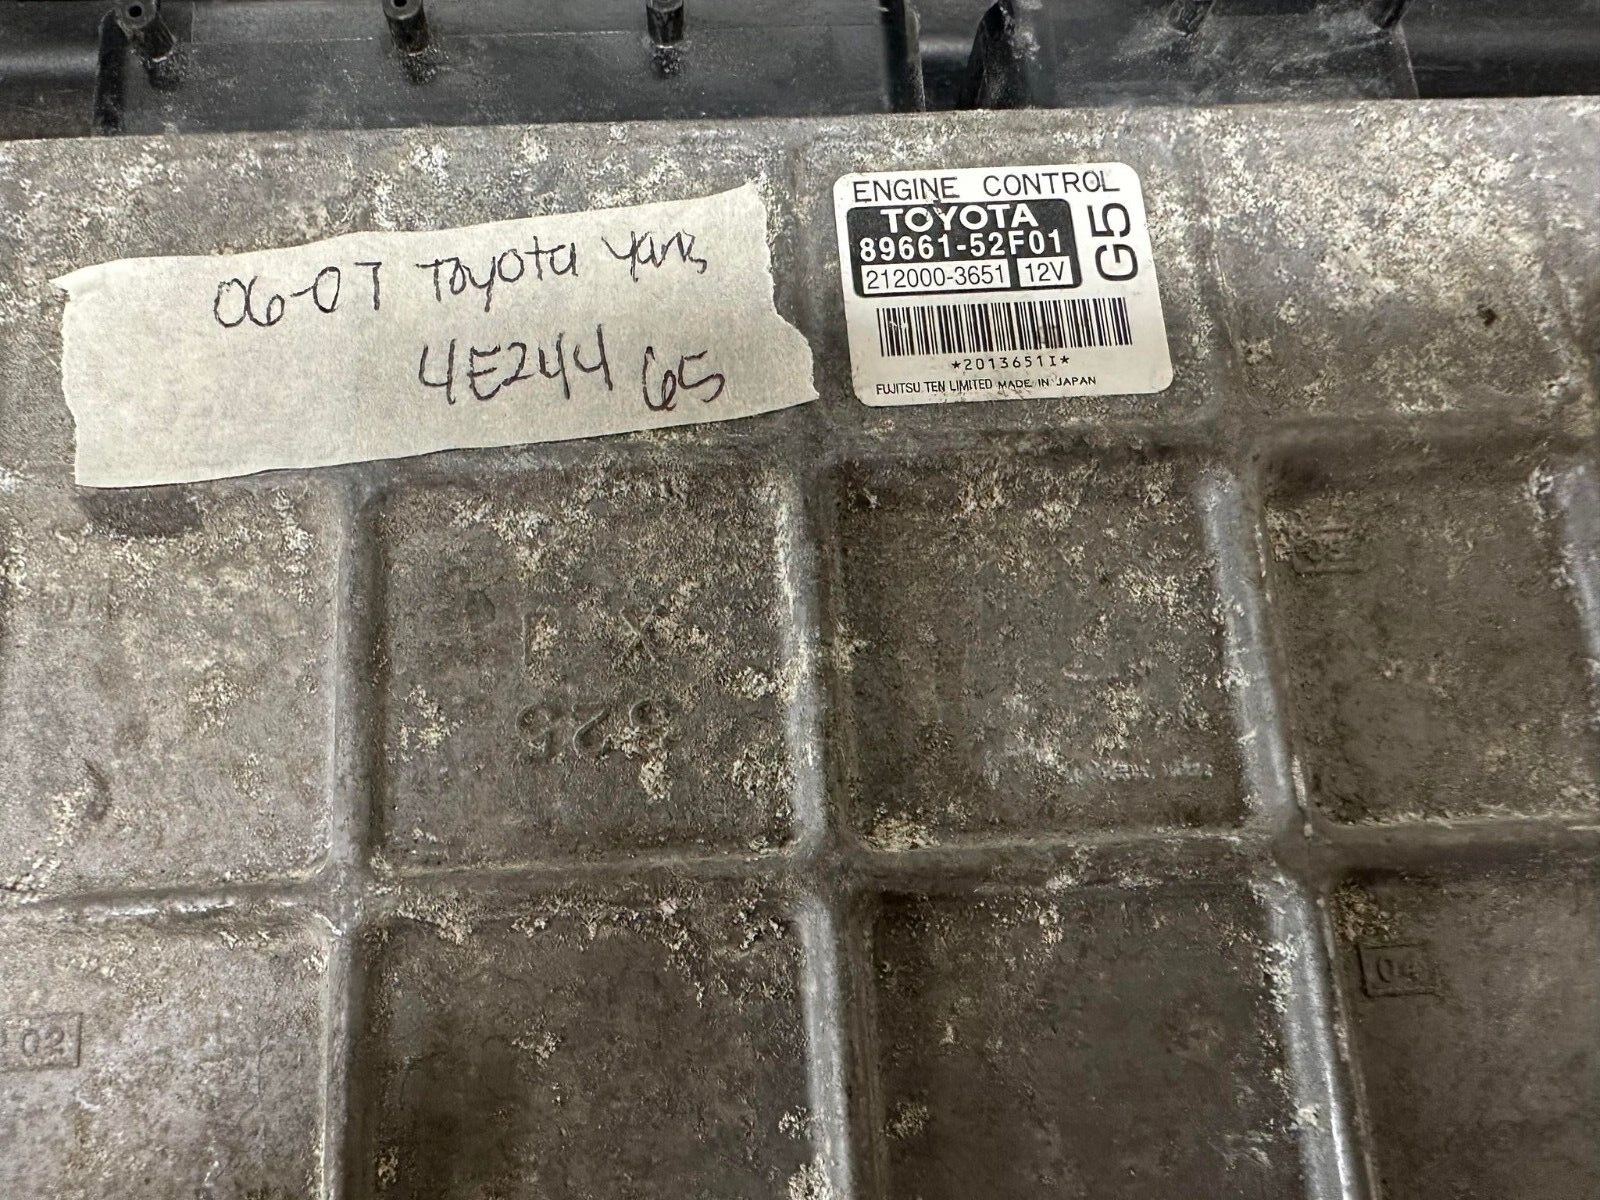 06-07 Toyota Yaris
4E244 G5
ENGINE CONTROL
TOYOTA
89661-52F01
212000-3651 12V
G5
*2013651I*
FUJITSU TEN LIMITED MADE IN JAPAN
525
02
04